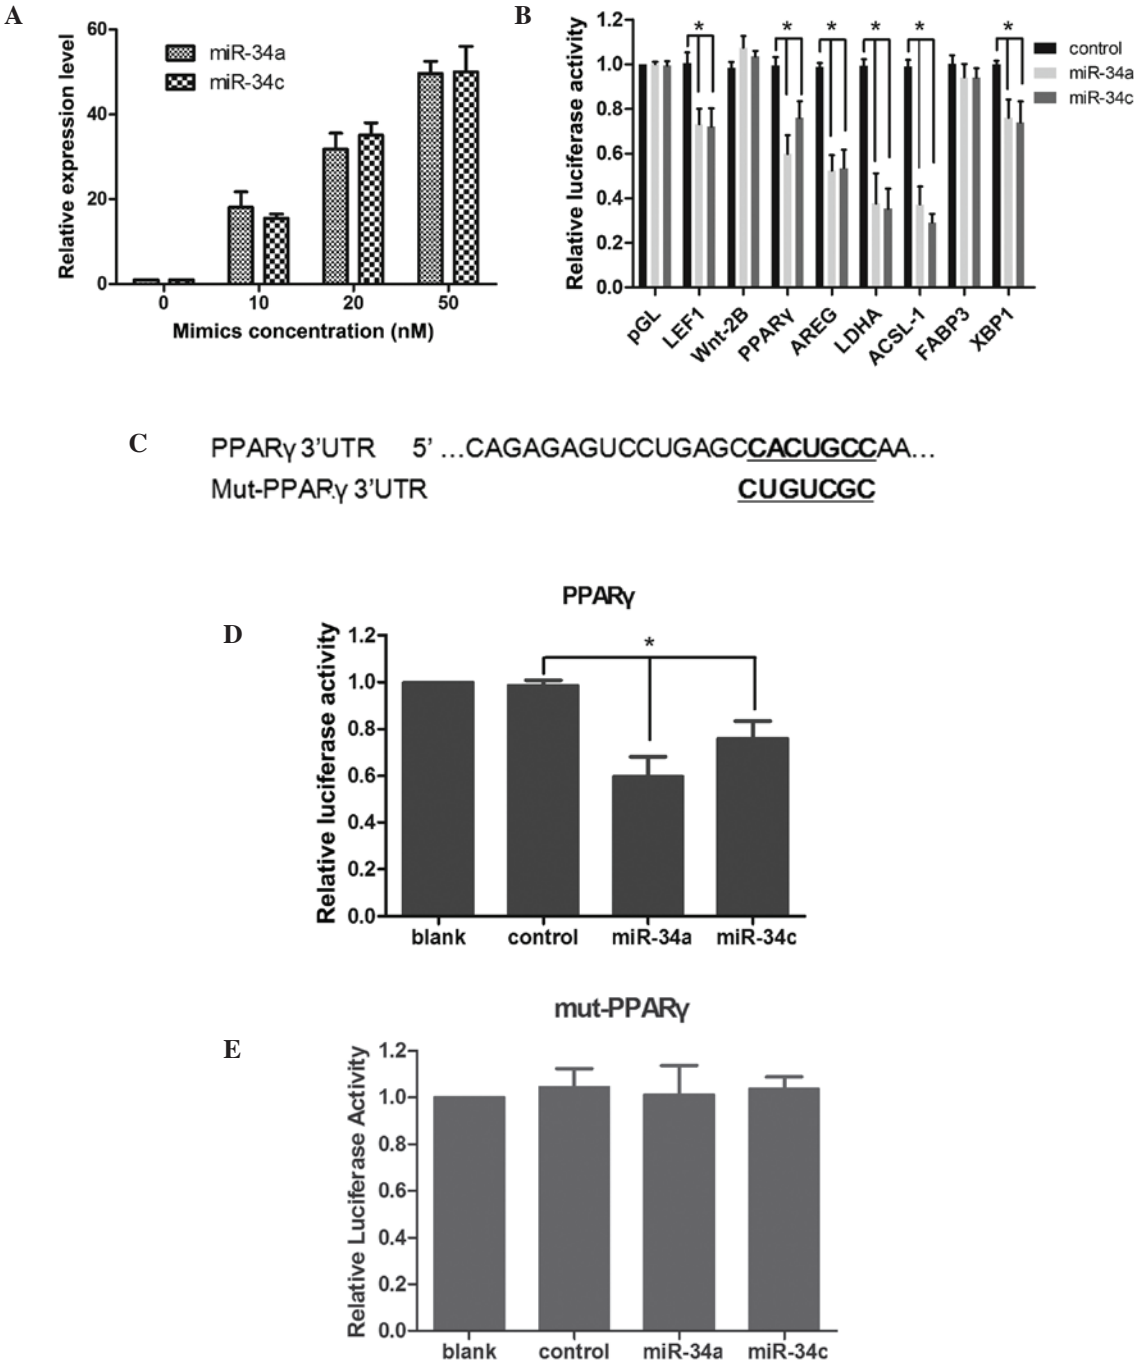 A
60
40
20
0
Relative expression level
miR-34a
miR-34c
0 10 20 50
Mimics concentration (nM)
B
1.2
1.0
0.8
0.6
0.4
0.2
0.0
Relative luciferase activity
* * * * * *
control
miR-34a
miR-34c
pGL LEF1 Wnt-2B PPARγ AREG LDHA ACSL-1 FABP3 XBP1
C
PPARγ 3’UTR 5’ ...CAGAGAGUCCUGAGCCACUGCCAA...
Mut-PPARγ 3’UTR CUGUCGC
PPARγ
D
1.2
1.0
0.8
0.6
0.4
0.2
0.0
Relative luciferase activity
*
blank control miR-34a miR-34c
mut-PPARγ
E
1.2
1.0
0.8
0.6
0.4
0.2
0.0
Relative Luciferase Activity
blank control miR-34a miR-34c